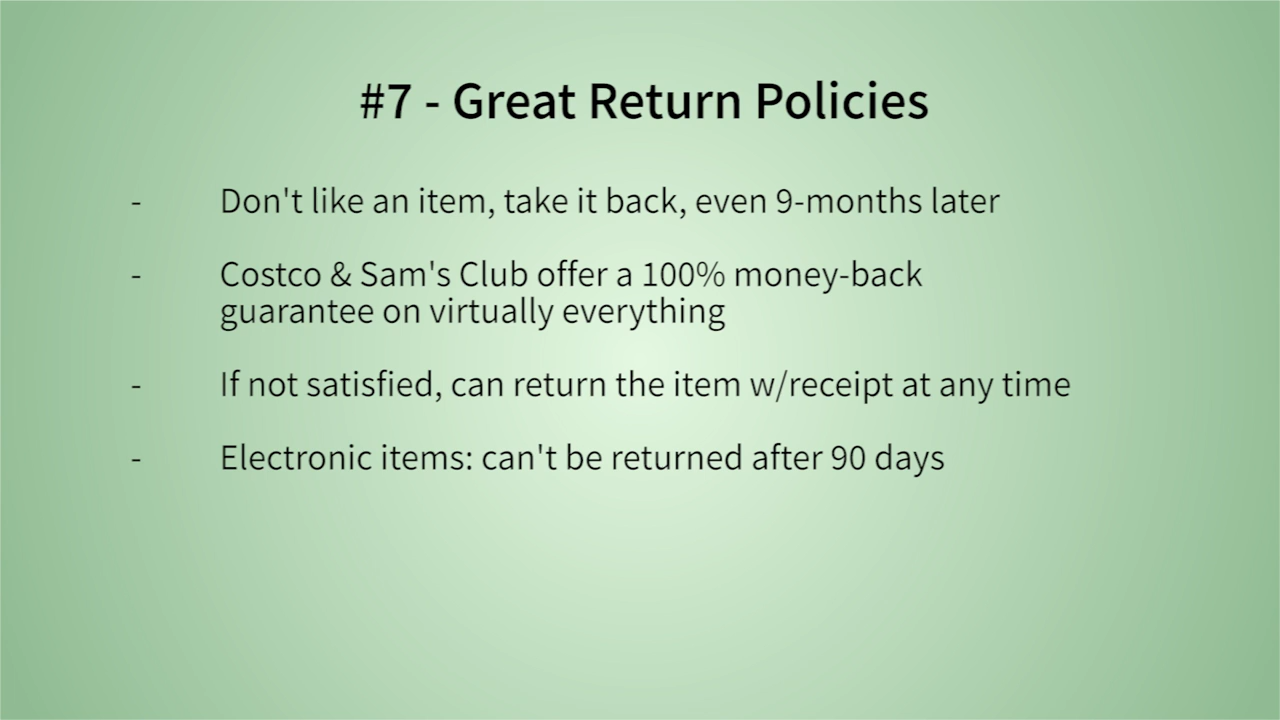 #7 - Great Return Policies
- Don't like an item, take it back, even 9-months later
- Costco & Sam's Club offer a 100% money-back
guarantee on virtually everything
- If not satisfied, can return the item w/receipt at any time
- Electronic items: can't be returned after 90 days